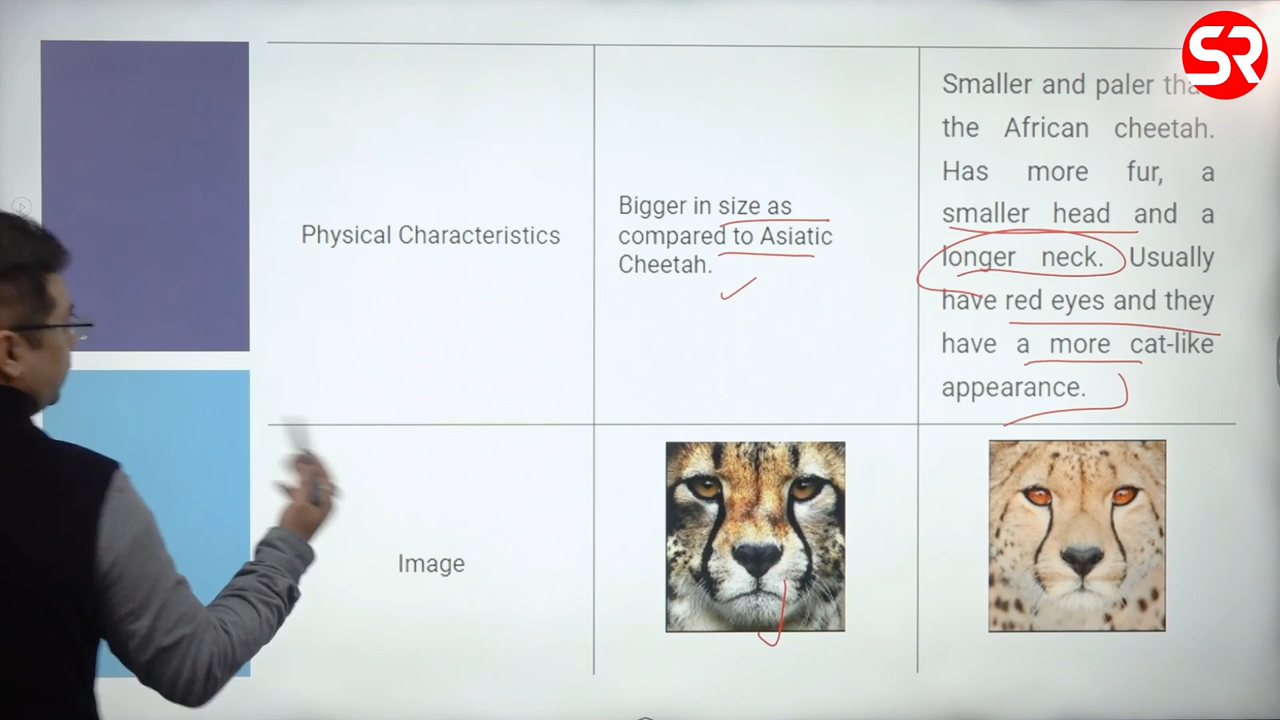 SR
Physical Characteristics
Bigger in size as
compared to Asiatic
Cheetah.
Smaller and paler
the African cheetah.
Has more fur, a
smaller head and a
longer neck. Usually
have red eyes and they
have a more cat-like
appearance.
Image